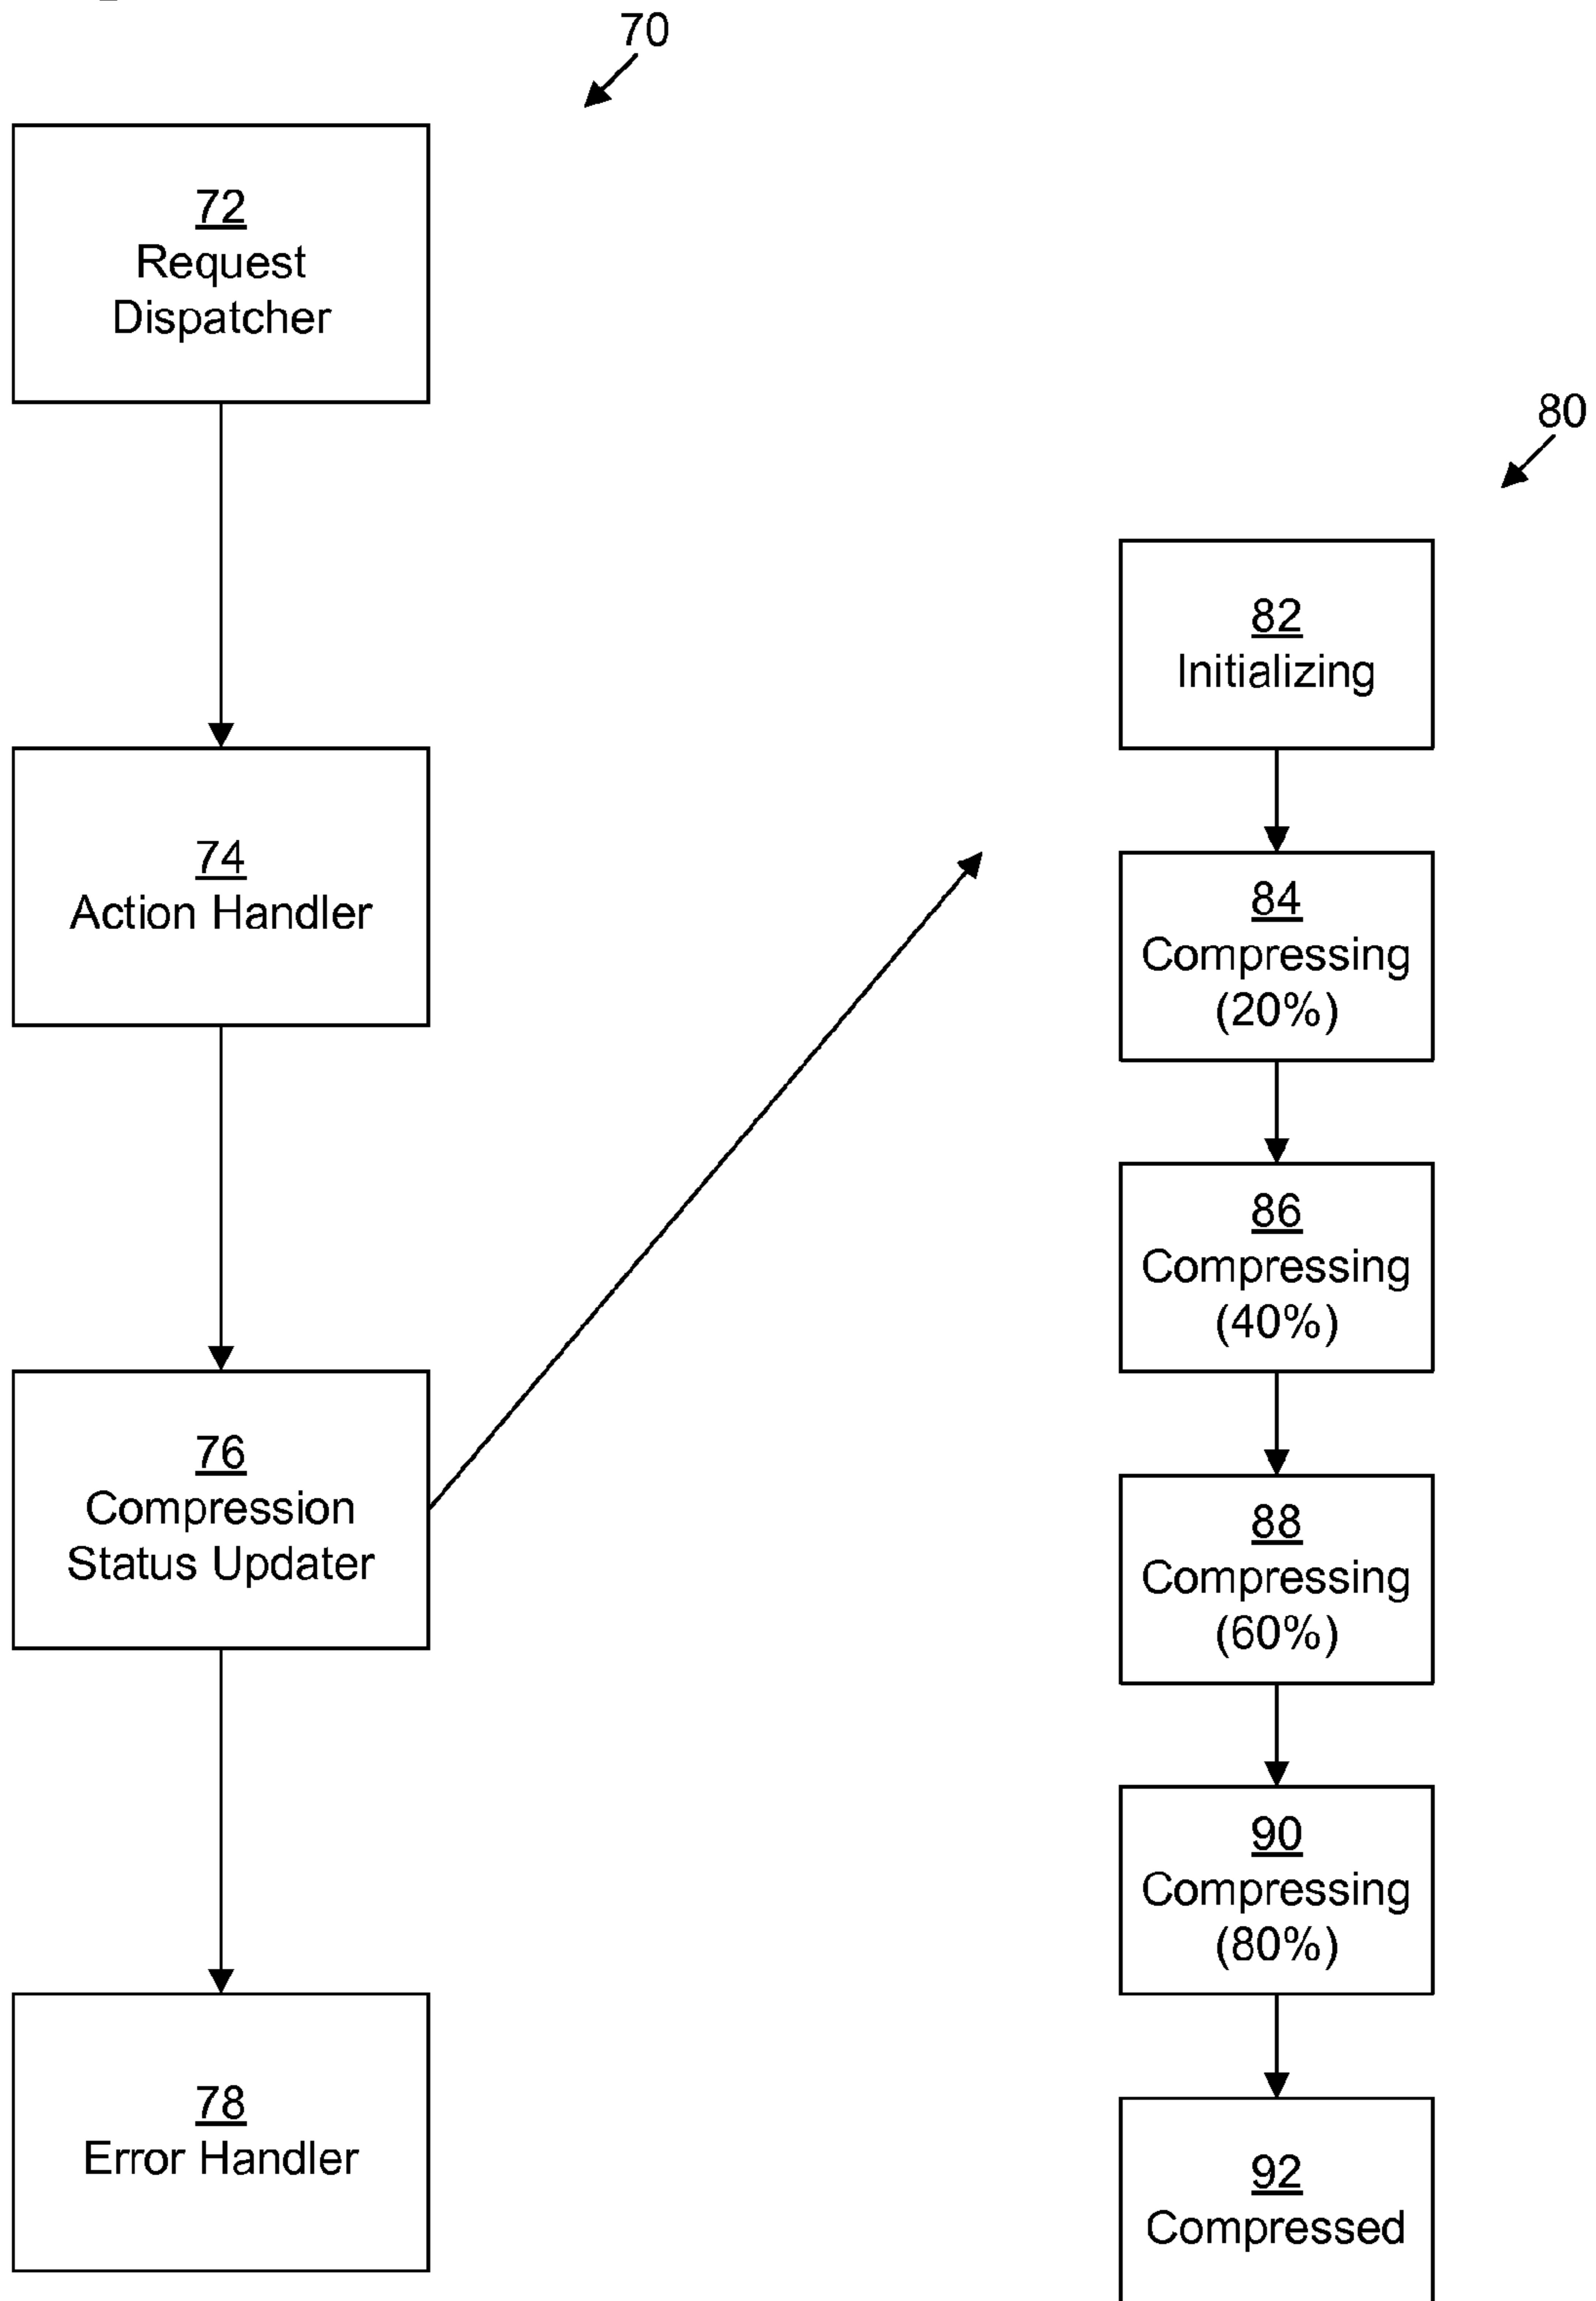 70
72
Request
Dispatcher
74
Action Handler
76
Compression
Status Updater
78
Error Handler
80
82
Initializing
84
Compressing
(20%)
86
Compressing
(40%)
88
Compressing
(60%)
90
Compressing
(80%)
92
Compressed